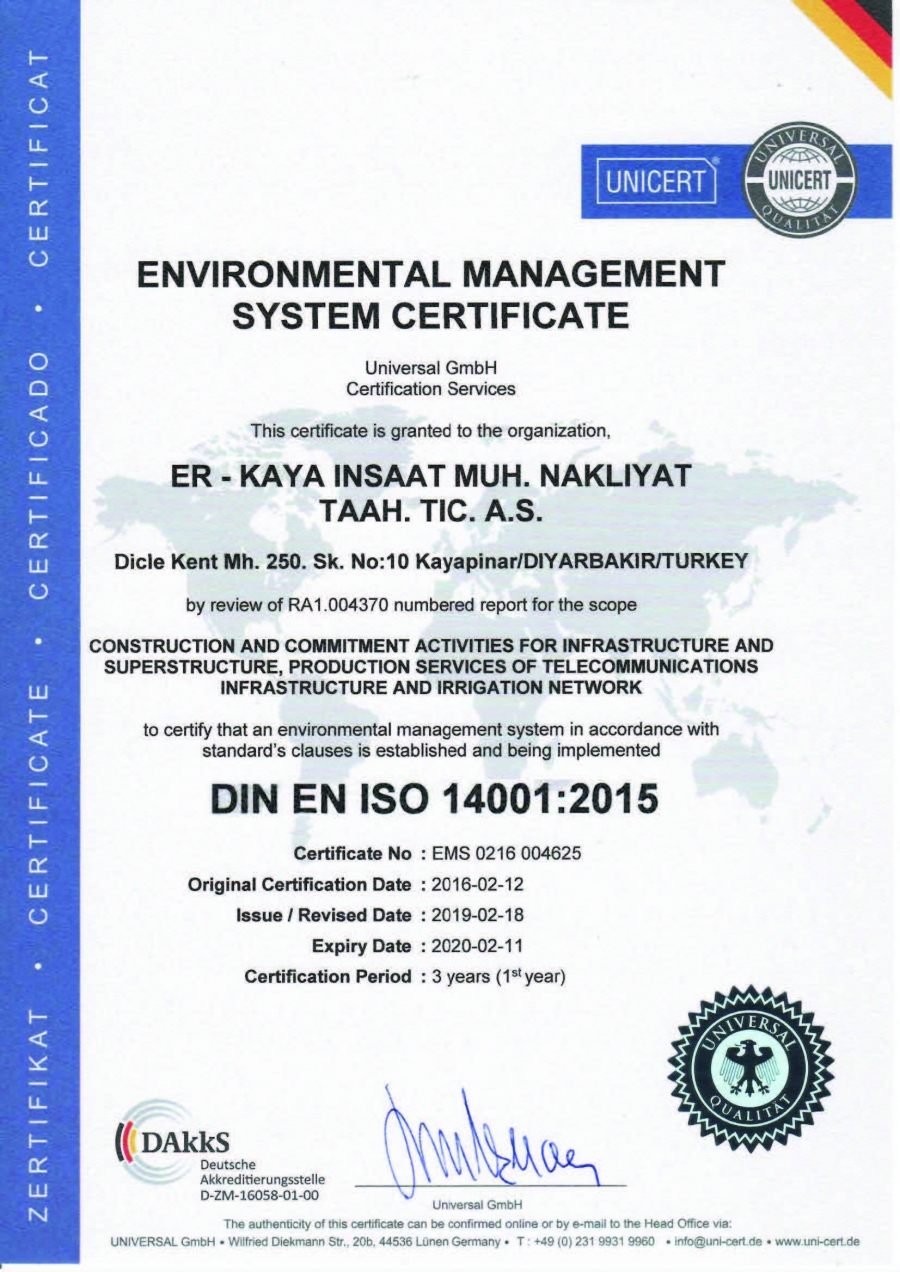 ZERTIFIKAT • CERTIFICATE • CERTIFICADO • CERTIFICAT
UNICERT®
UNIVERSAL
UNICERT
QUALITÄT
ENVIRONMENTAL MANAGEMENT
SYSTEM CERTIFICATE
Universal GmbH
Certification Services
This certificate is granted to the organization,
ER - KAYA INSAAT MUH. NAKLIYAT
TAAH. TIC. A.S.
Dicle Kent Mh. 250. Sk. No:10 Kayapinar/DIYARBAKIR/TURKEY
by review of RA1.004370 numbered report for the scope
CONSTRUCTION AND COMMITMENT ACTIVITIES FOR INFRASTRUCTURE AND
SUPERSTRUCTURE, PRODUCTION SERVICES OF TELECOMMUNICATIONS
INFRASTRUCTURE AND IRRIGATION NETWORK
to certify that an environmental management system in accordance with
standard's clauses is established and being implemented
DIN EN ISO 14001:2015
Certificate No : EMS 0216 004625
Original Certification Date : 2016-02-12
Issue / Revised Date : 2019-02-18
Expiry Date : 2020-02-11
Certification Period : 3 years (1st year)
UNIVERSAL
QUALITÄT
DAkkS
Deutsche
Akkreditierungsstelle
D-ZM-16058-01-00
Universal GmbH
The authenticity of this certificate can be confirmed online or by e-mail to the Head Office via:
UNIVERSAL GmbH • Wilfried Diekmann Str., 20b, 44536 Lünen Germany • T : +49 (0) 231 9931 9960 • info@uni-cert.de • www.uni-cert.de